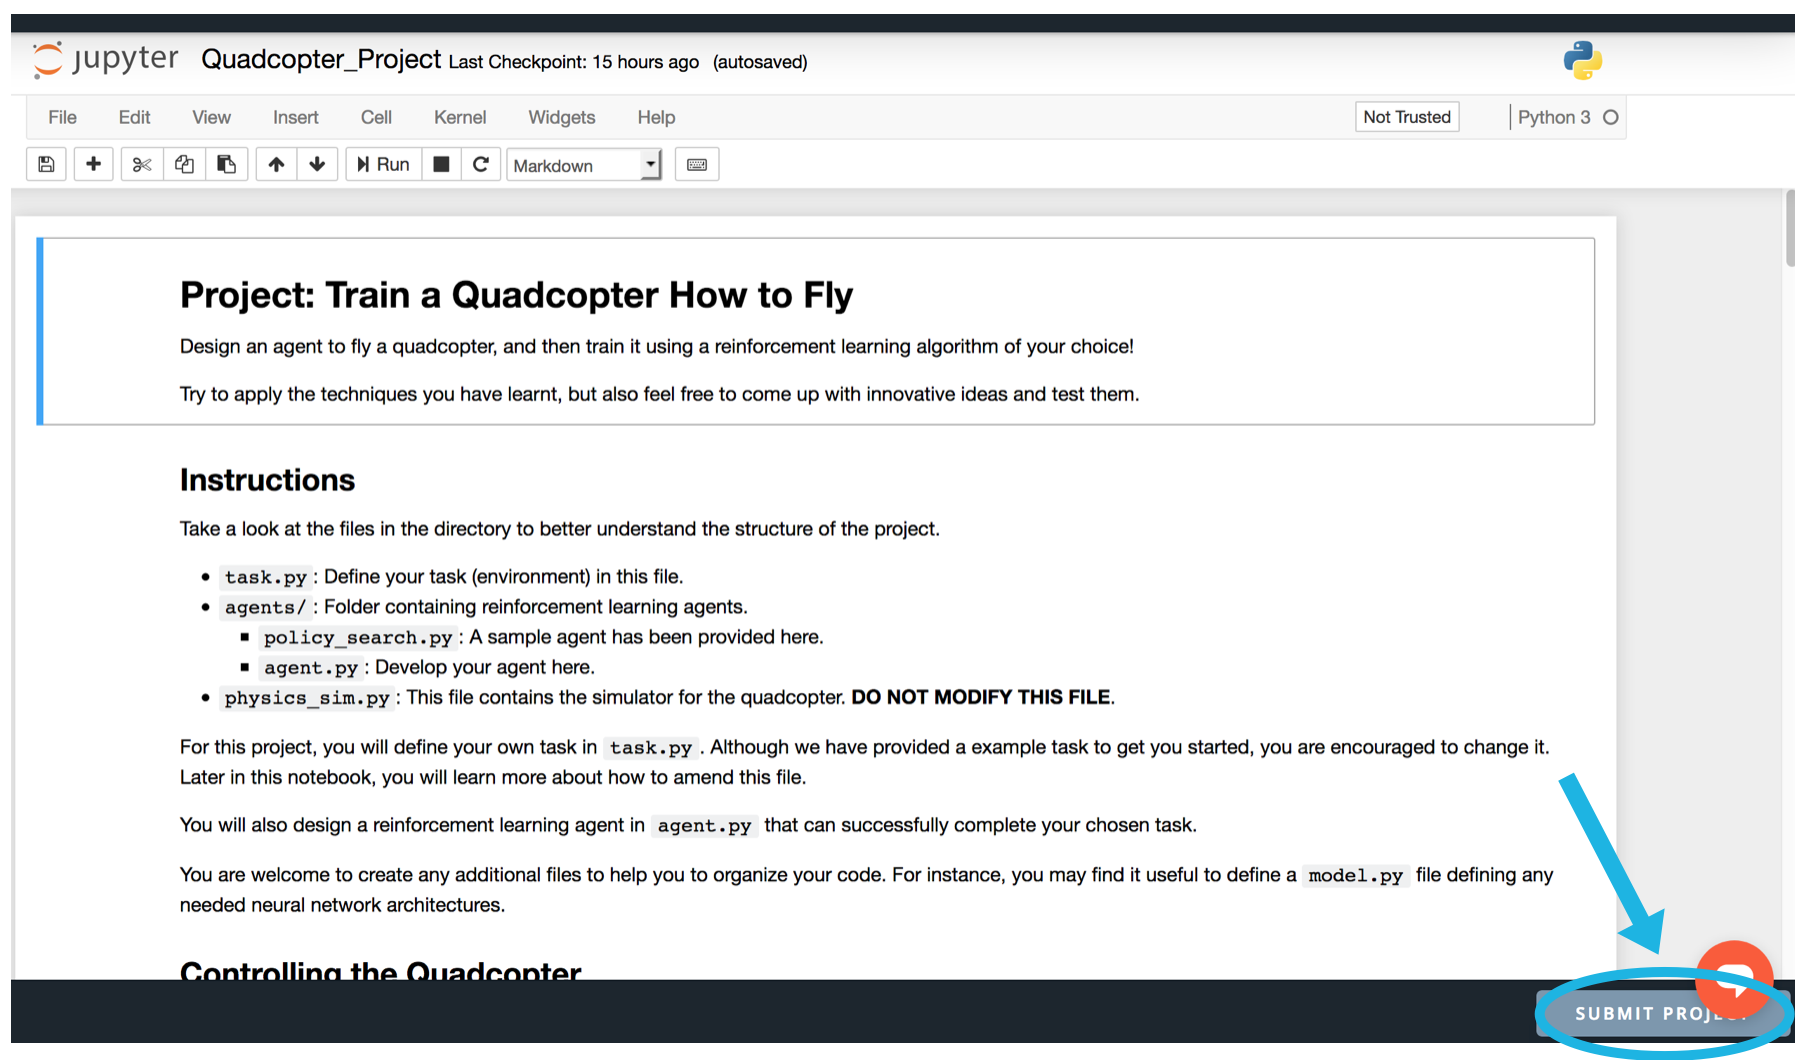 jupyter Quadcopter_Project Last Checkpoint: 15 hours ago (autosaved)
File Edit View Insert Cell Kernel Widgets Help Not Trusted Python 3
Run Markdown
Project: Train a Quadcopter How to Fly
Design an agent to fly a quadcopter, and then train it using a reinforcement learning algorithm of your choice!
Try to apply the techniques you have learnt, but also feel free to come up with innovative ideas and test them.
Instructions
Take a look at the files in the directory to better understand the structure of the project.
• task.py : Define your task (environment) in this file.
• agents/ : Folder containing reinforcement learning agents.
▪ policy_search.py : A sample agent has been provided here.
▪ agent.py : Develop your agent here.
• physics_sim.py : This file contains the simulator for the quadcopter. DO NOT MODIFY THIS FILE.
For this project, you will define your own task in task.py . Although we have provided a example task to get you started, you are encouraged to change it.
Later in this notebook, you will learn more about how to amend this file.
You will also design a reinforcement learning agent in agent.py that can successfully complete your chosen task.
You are welcome to create any additional files to help you to organize your code. For instance, you may find it useful to define a model.py file defining any
needed neural network architectures.
Controlling the Quadcopter
SUBMIT PROJECT